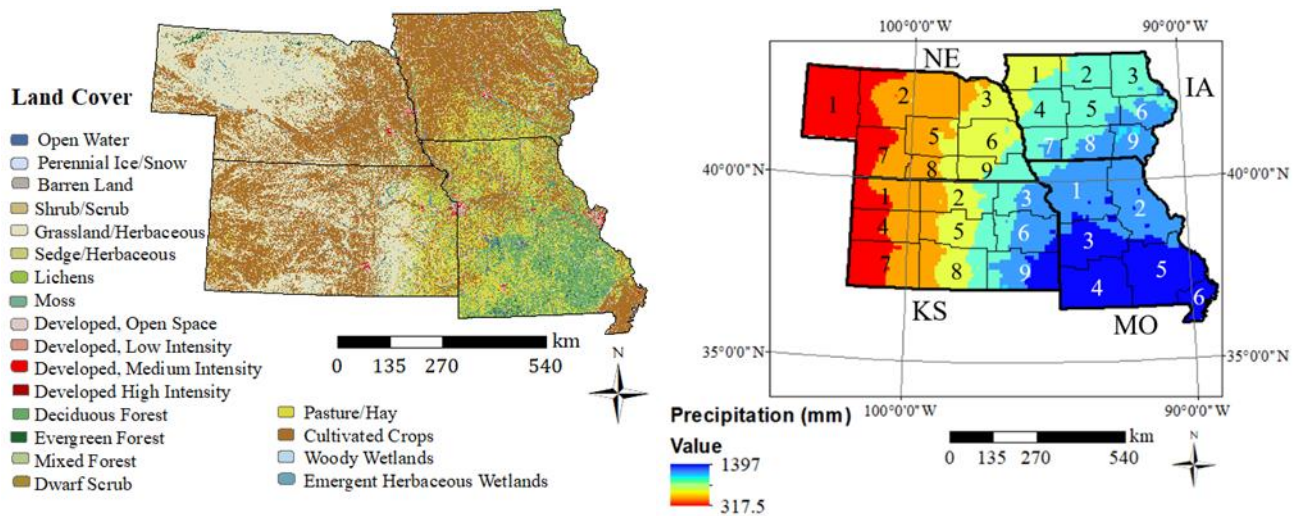 Land Cover
Open Water
Perennial Ice/Snow
Barren Land
Shrub/Scrub
Grassland/Herbaceous
Sedge/Herbaceous
Lichens
Moss
Developed, Open Space
Developed, Low Intensity
Developed, Medium Intensity
Developed High Intensity
Deciduous Forest
Evergreen Forest
Mixed Forest
Dwarf Scrub
Pasture/Hay
Cultivated Crops
Woody Wetlands
Emergent Herbaceous Wetlands
km
0 135 270 540
N
100°0'0"W 90°0'0"W
NE
IA
1 2 3
1 2 3
4 5 6
5 6
7 8 9
7 8 9
40°0'0"N 40°0'0"N
1 2 3
1 2
4 5 6
3
7 8 9
4 5
6
KS
MO
35°0'0"N 35°0'0"N
100°0'0"W 90°0'0"W
Precipitation (mm)
Value
1397
317.5
km
0 135 270 540
N